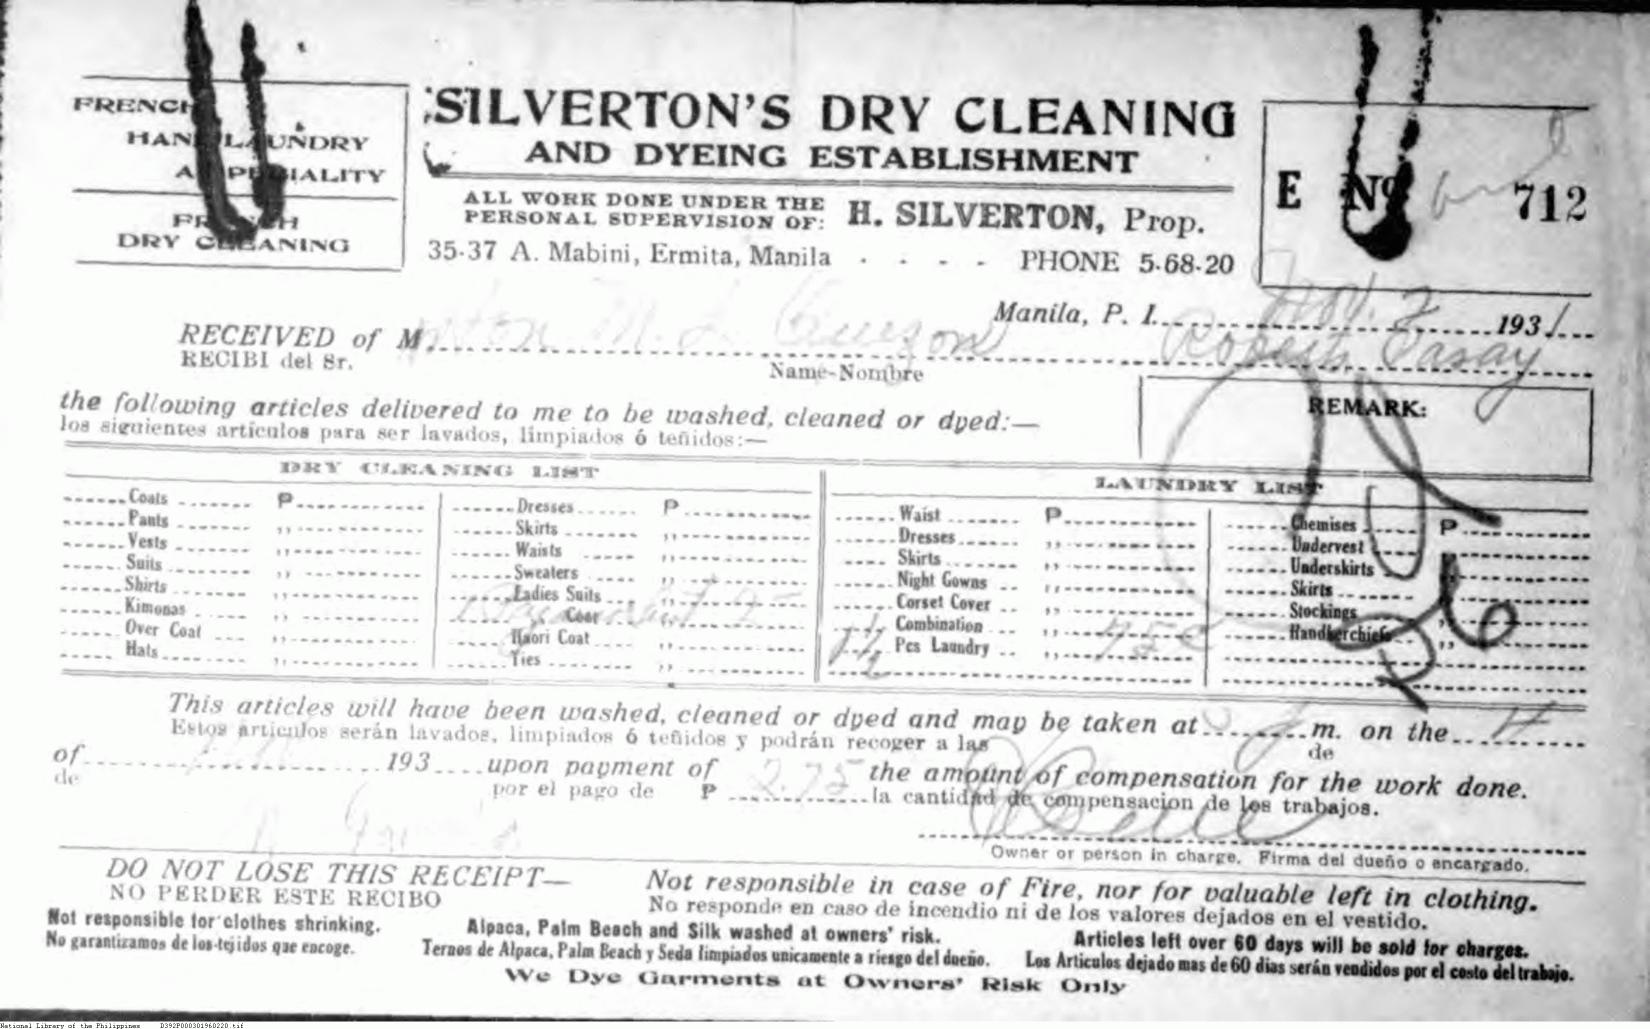 FRENCH
HAND LAUNDRY
A SPECIALITY
FRENCH
DRY CLEANING
SILVERTON'S DRY CLEANING
AND DYEING ESTABLISHMENT
ALL WORK DONE UNDER THE
PERSONAL SUPERVISION OF: H. SILVERTON, Prop.
35-37 A. Mabini, Ermita, Manila - - - - PHONE 5-68-20
E No 712
Manila, P. I. Nov. 2 1931
RECEIVED of M. M. L. Quezon Roberts, Pasay
RECIBI del Sr.
Name-Nombre
the following articles delivered to me to be washed, cleaned or dyed:—
los siguientes articulos para ser lavados, limpiados ó teñidos:—
REMARK:
DRY CLEANING LIST
Coats P
Pants ,,
Vests ,,
Suits ,,
Shirts ,,
Kimonas ,,
Over Coat ,,
Hats ,,
Dresses P
Skirts ,,
Waists ,,
Sweaters ,,
Ladies Suits ,,
Coat 2-
Haori Coat ,,
Ties ,,
LAUNDRY LIST
Waist P
Dresses ,,
Skirts ,,
Night Gowns ,,
Corset Cover ,,
Combination ,,
1 1/2 Pcs Laundry ,, 75¢
Chemises P
Undervest
Underskirts
Skirts
Stockings ,,
Handkerchiefs ,,
This articles will have been washed, cleaned or dyed and may be taken at m. on the 4
Estos articulos serán lavados, limpiados ó teñidos y podrán recoger a las de
of 193 upon payment of 2.75 the amount of compensation for the work done.
de por el pago de P la cantidad de compensacion de los trabajos.
Owner or person in charge. Firma del dueño o encargado.
DO NOT LOSE THIS RECEIPT—
NO PERDER ESTE RECIBO
Not responsible in case of Fire, nor for valuable left in clothing.
No responde en caso de incendio ni de los valores dejados en el vestido.
Not responsible for clothes shrinking.
No garantizamos de los tejidos que encoge.
Alpaca, Palm Beach and Silk washed at owners' risk.
Ternos de Alpaca, Palm Beach y Seda limpiados unicamente a riesgo del dueño.
Articles left over 60 days will be sold for charges.
Los Articulos dejado mas de 60 dias serán vendidos por el costo del trabajo.
We Dye Garments at Owners' Risk Only
National Library of the Philippines D392P000301960220.tif